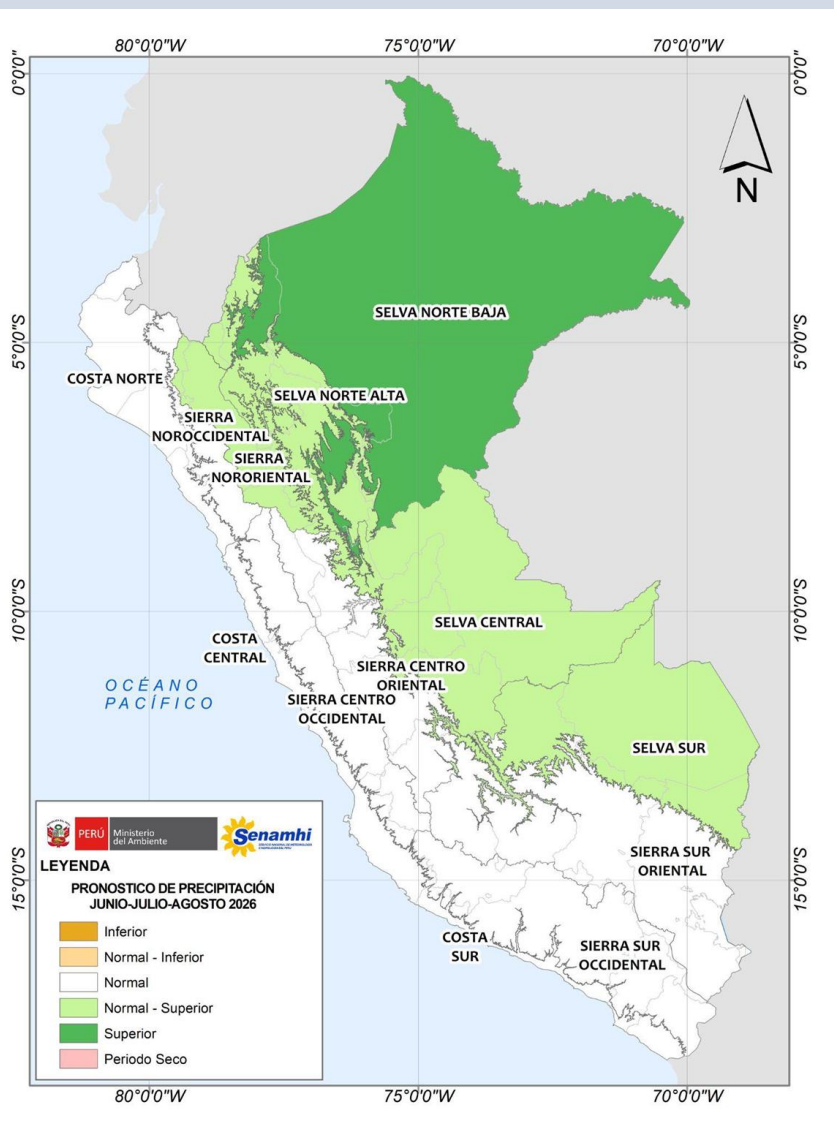 80°0'0"W 75°0'0"W 70°0'0"W
0°0'0" 0°0'0"
N
SELVA NORTE BAJA
5°0'0"S 5°0'0"S
COSTA NORTE
SELVA NORTE ALTA
SIERRA
NOROCCIDENTAL
SIERRA
NORORIENTAL
10°0'0"S 10°0'0"S
SELVA CENTRAL
COSTA
CENTRAL
SIERRA CENTRO
ORIENTAL
SIERRA CENTRO
OCCIDENTAL
OCÉANO
PACÍFICO
SELVA SUR
SIERRA SUR
ORIENTAL
15°0'0"S 15°0'0"S
COSTA
SUR
SIERRA SUR
OCCIDENTAL
PERÚ
Ministerio
del Ambiente
Senamhi
LEYENDA
PRONOSTICO DE PRECIPITACIÓN
JUNIO-JULIO-AGOSTO 2026
Inferior
Normal - Inferior
Normal
Normal - Superior
Superior
Periodo Seco
80°0'0"W 75°0'0"W 70°0'0"W